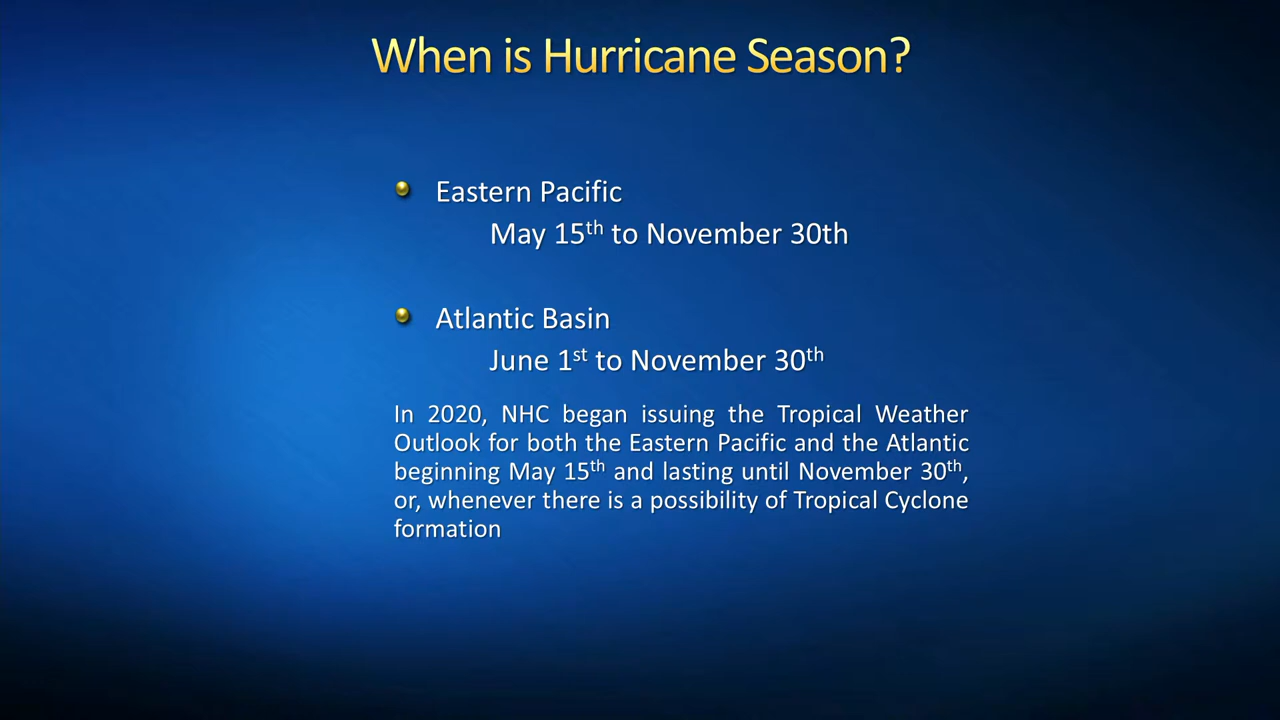 When is Hurricane Season?
Eastern Pacific
May 15th to November 30th
Atlantic Basin
June 1st to November 30th
In 2020, NHC began issuing the Tropical Weather
Outlook for both the Eastern Pacific and the Atlantic
beginning May 15th and lasting until November 30th,
or, whenever there is a possibility of Tropical Cyclone
formation